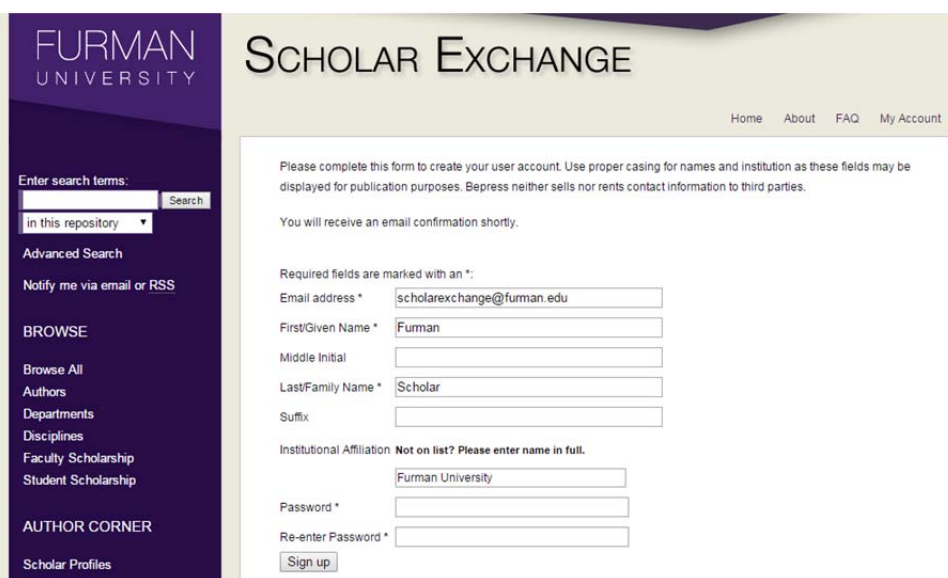 FURMAN
UNIVERSITY
SCHOLAR EXCHANGE
Home About FAQ My Account
Enter search terms:
Search
in this repository
Advanced Search
Notify me via email or RSS
BROWSE
Browse All
Authors
Departments
Disciplines
Faculty Scholarship
Student Scholarship
AUTHOR CORNER
Scholar Profiles
Please complete this form to create your user account. Use proper casing for names and institution as these fields may be
displayed for publication purposes. Bepress neither sells nor rents contact information to third parties.
You will receive an email confirmation shortly.
Required fields are marked with an *:
Email address * scholarexchange@furman.edu
First/Given Name * Furman
Middle Initial
Last/Family Name * Scholar
Suffix
Institutional Affiliation Not on list? Please enter name in full.
Furman University
Password *
Re-enter Password *
Sign up